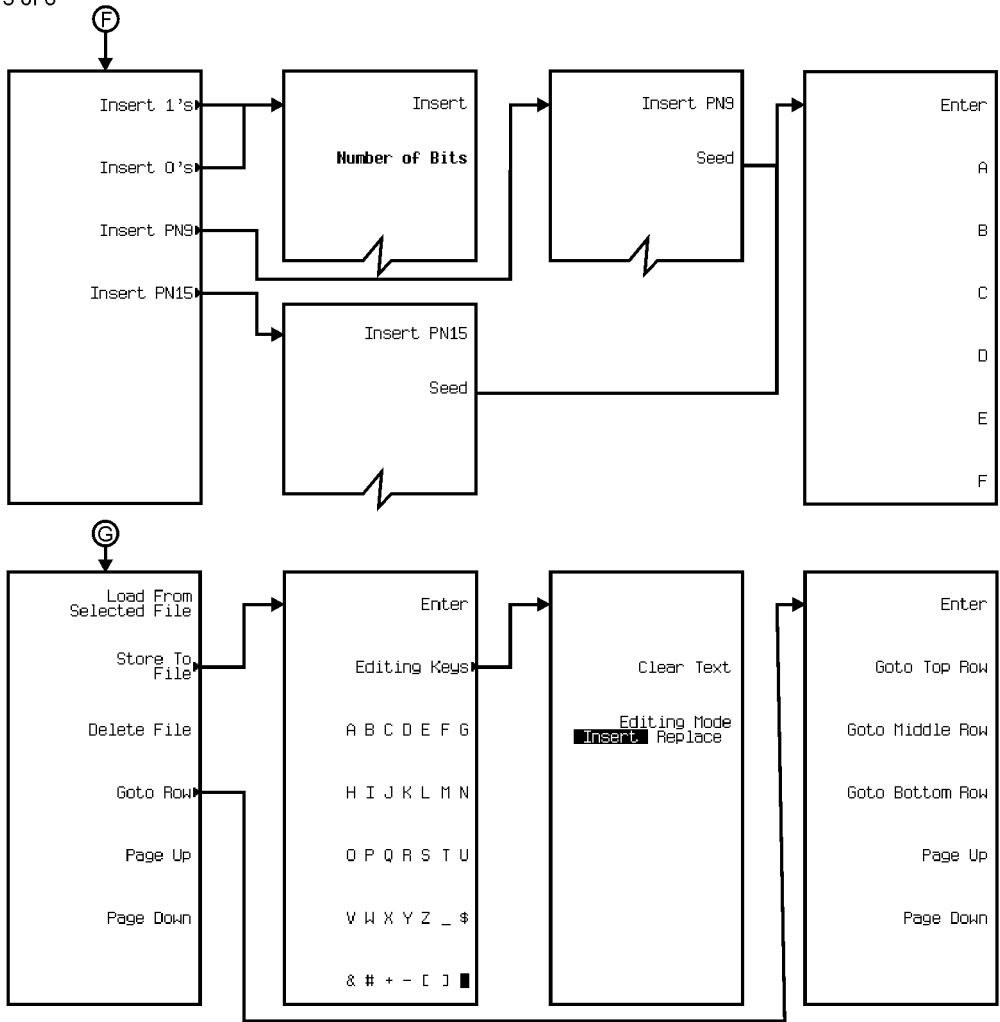 F
Insert 1's
Insert 0's
Insert PN9
Insert PN15
Insert
Number of Bits
Insert PN9
Seed
Insert PN15
Seed
Enter
A
B
C
D
E
F
G
Load From
Selected File
Store To
File
Delete File
Goto Row
Page Up
Page Down
Enter
Editing Keys
A B C D E F G
H I J K L M N
O P Q R S T U
V W X Y Z _ $
& # + - [ ]
Clear Text
Editing Mode
Insert Replace
Enter
Goto Top Row
Goto Middle Row
Goto Bottom Row
Page Up
Page Down